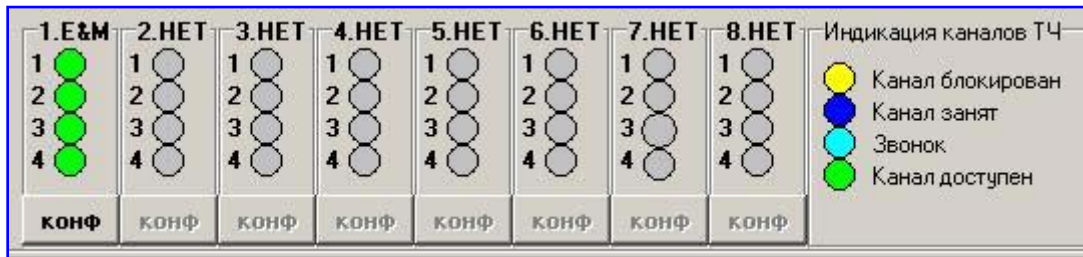 1.E&M 2.НЕТ 3.НЕТ 4.НЕТ 5.НЕТ 6.НЕТ 7.НЕТ 8.НЕТ Индикация каналов ТЧ
1 1 1 1 1 1 1 1
2 2 2 2 2 2 2 2
3 3 3 3 3 3 3 3
4 4 4 4 4 4 4 4
Канал блокирован
Канал занят
Звонок
Канал доступен
конф конф конф конф конф конф конф конф